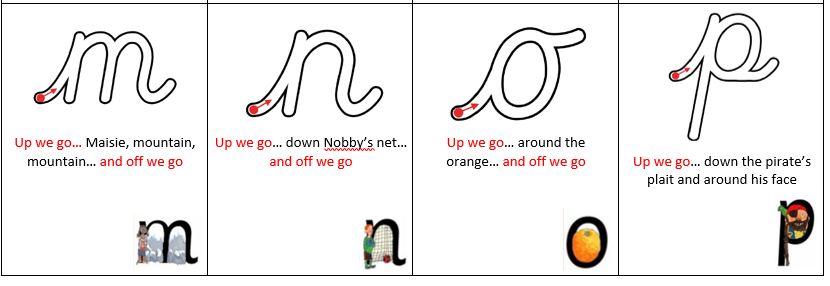 m
Up we go... Maisie, mountain,
mountain... and off we go
m
n
Up we go... down Nobby's net...
and off we go
n
o
Up we go... around the
orange... and off we go
o
p
Up we go... down the pirate's
plait and around his face
p